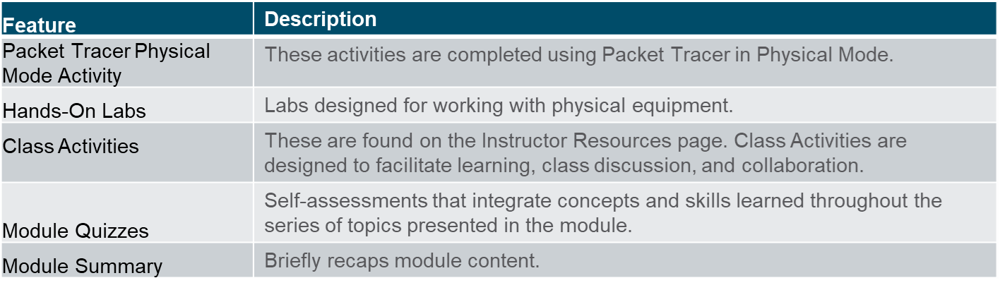 Feature
Description
Packet Tracer Physical
Mode Activity
These activities are completed using Packet Tracer in Physical Mode.
Hands-On Labs
Labs designed for working with physical equipment.
Class Activities
These are found on the Instructor Resources page. Class Activities are
designed to facilitate learning, class discussion, and collaboration.
Module Quizzes
Self-assessments that integrate concepts and skills learned throughout the
series of topics presented in the module.
Module Summary
Briefly recaps module content.